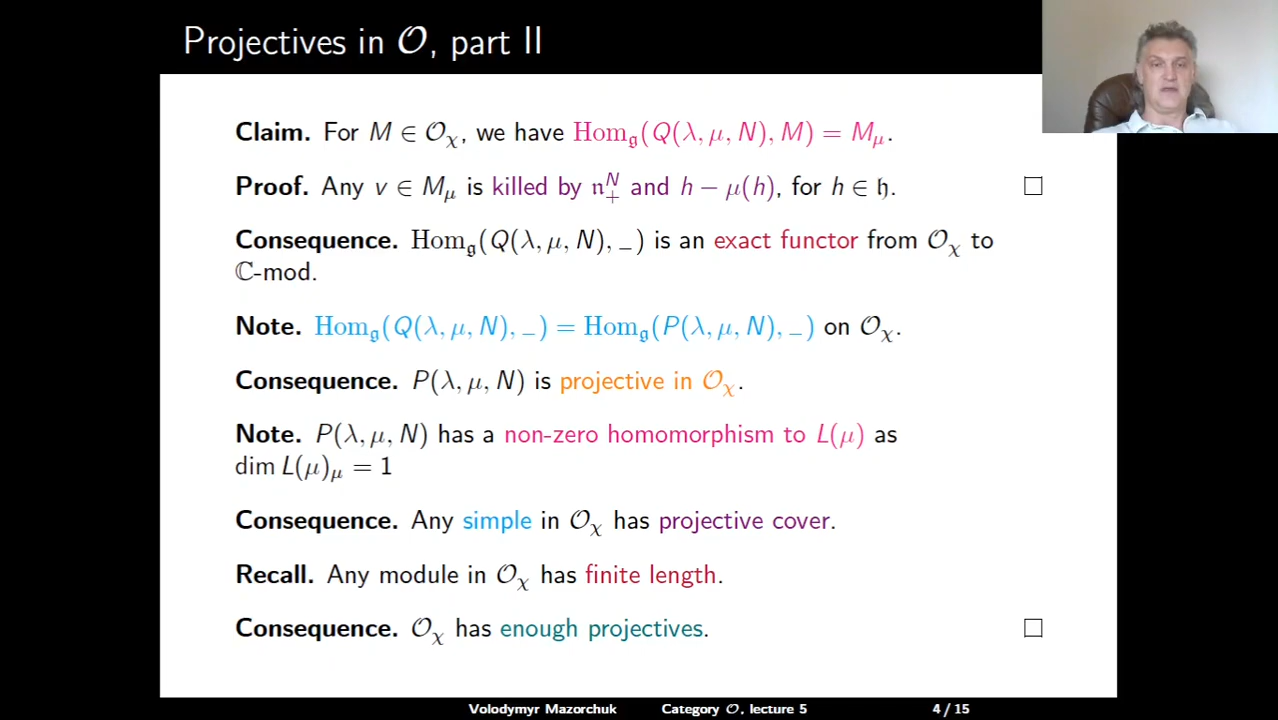 Projectives in 𝒪, part II
Claim. For M ∈ 𝒪_χ, we have Hom_𝔤(Q(λ, μ, N), M) = M_μ.
Proof. Any v ∈ M_μ is killed by 𝔫₊^N and h − μ(h), for h ∈ 𝔥. □
Consequence. Hom_𝔤(Q(λ, μ, N), _) is an exact functor from 𝒪_χ to
ℂ-mod.
Note. Hom_𝔤(Q(λ, μ, N), _) = Hom_𝔤(P(λ, μ, N), _) on 𝒪_χ.
Consequence. P(λ, μ, N) is projective in 𝒪_χ.
Note. P(λ, μ, N) has a non-zero homomorphism to L(μ) as
dim L(μ)_μ = 1
Consequence. Any simple in 𝒪_χ has projective cover.
Recall. Any module in 𝒪_χ has finite length.
Consequence. 𝒪_χ has enough projectives. □
Volodymyr Mazorchuk Category 𝒪, lecture 5 4 / 15